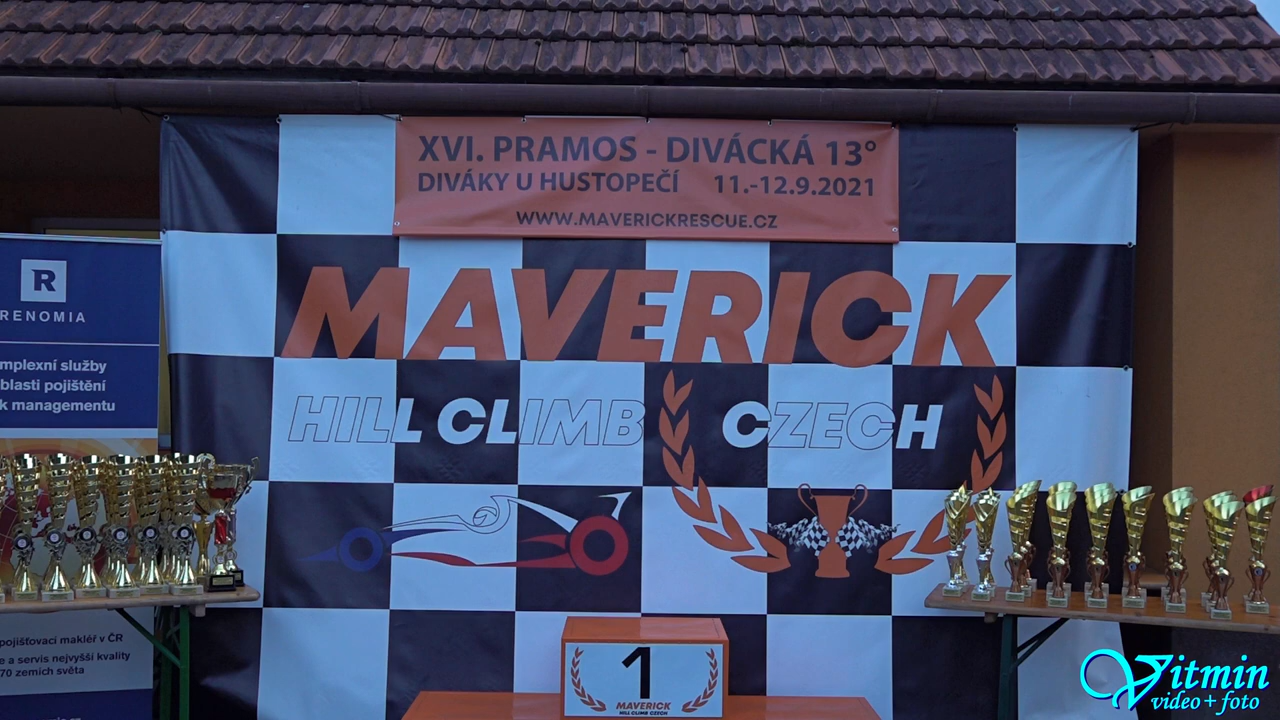 XVI. PRAMOS - DIVÁCKÁ 13°
DIVÁKY U HUSTOPEČÍ 11.-12.9.2021
WWW.MAVERICKRESCUE.CZ
MAVERICK
HILL CLIMB CZECH
R
RENOMIA
mplexní služby
blasti pojištění
k managementu
pojišťovací makléř v ČR
e a servis nejvyšší kvality
70 zemích světa
1
MAVERICK
HILL CLIMB CZECH
Vitmin
video+foto